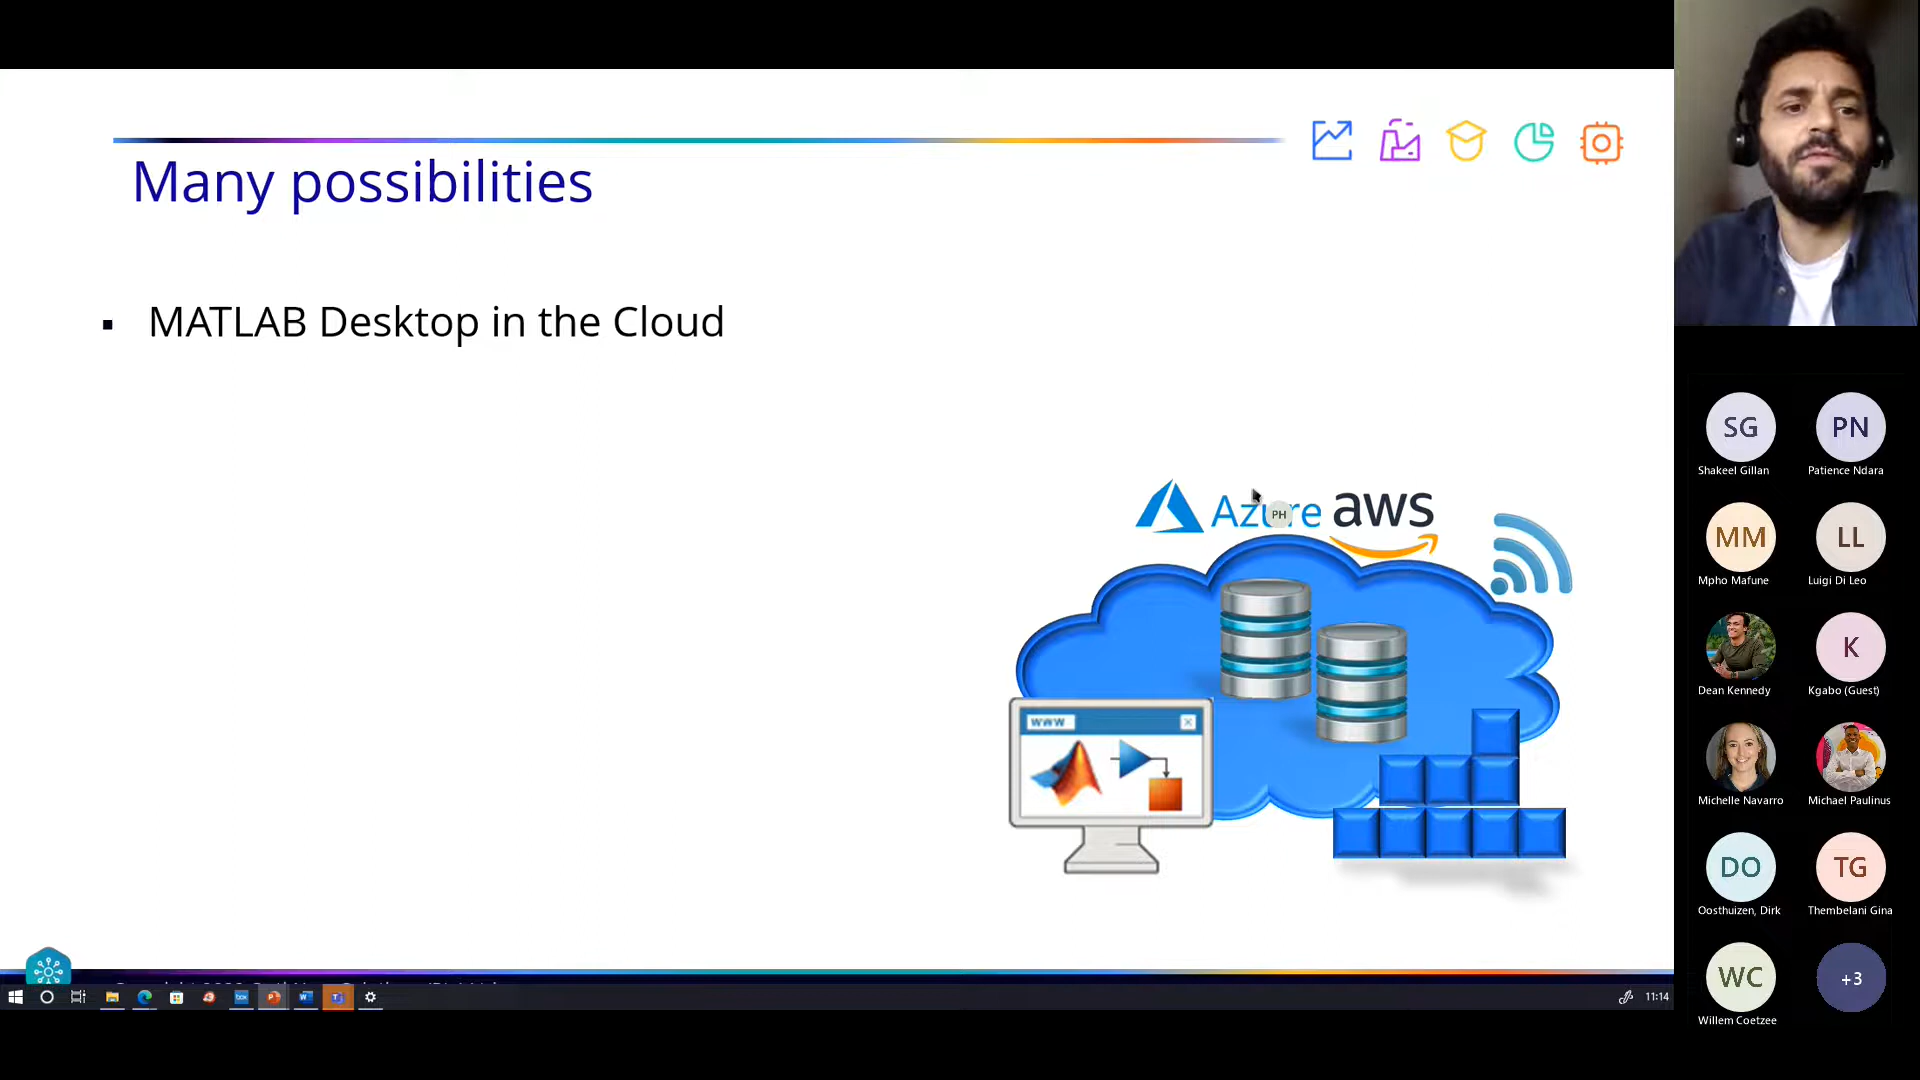 Many possibilities
▪ MATLAB Desktop in the Cloud
Azure aws
PH
www
11:14
SG PN
Shakeel Gillan Patience Ndara
MM LL
Mpho Mafune Luigi Di Leo
K
Dean Kennedy Kgabo (Guest)
Michelle Navarro Michael Paulinus
DO TG
Oosthuizen, Dirk Thembelani Gina
WC +3
Willem Coetzee